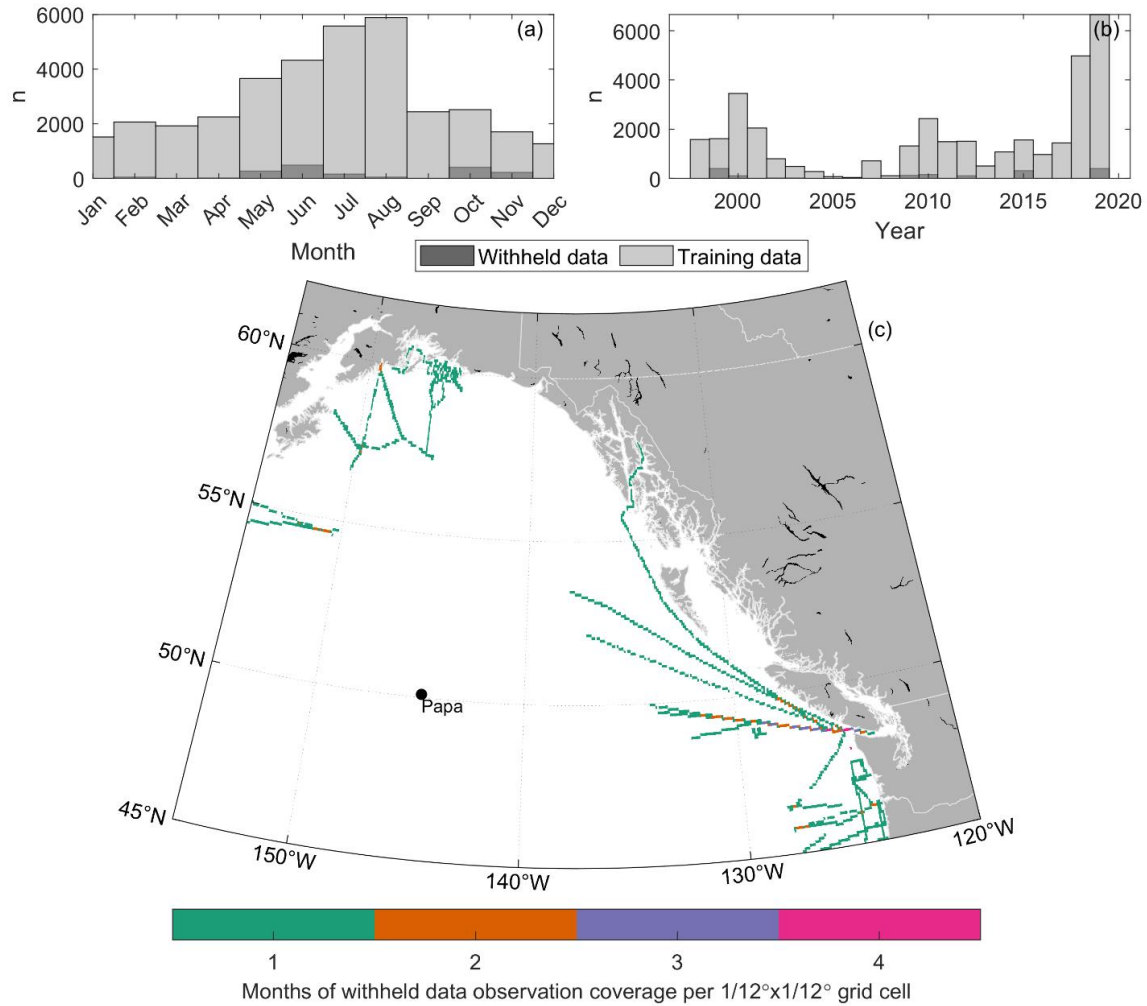 6000
4000
2000
0
n
(a)
Jan
Feb
Mar
Apr
May
Jun
Jul
Aug
Sep
Oct
Nov
Dec
Month
6000
4000
2000
0
n
(b)
2000
2005
2010
2015
2020
Year
Withheld data
Training data
(c)
60°N
55°N
50°N
45°N
Papa
150°W
140°W
130°W
120°W
1
2
3
4
Months of withheld data observation coverage per 1/12°x1/12° grid cell